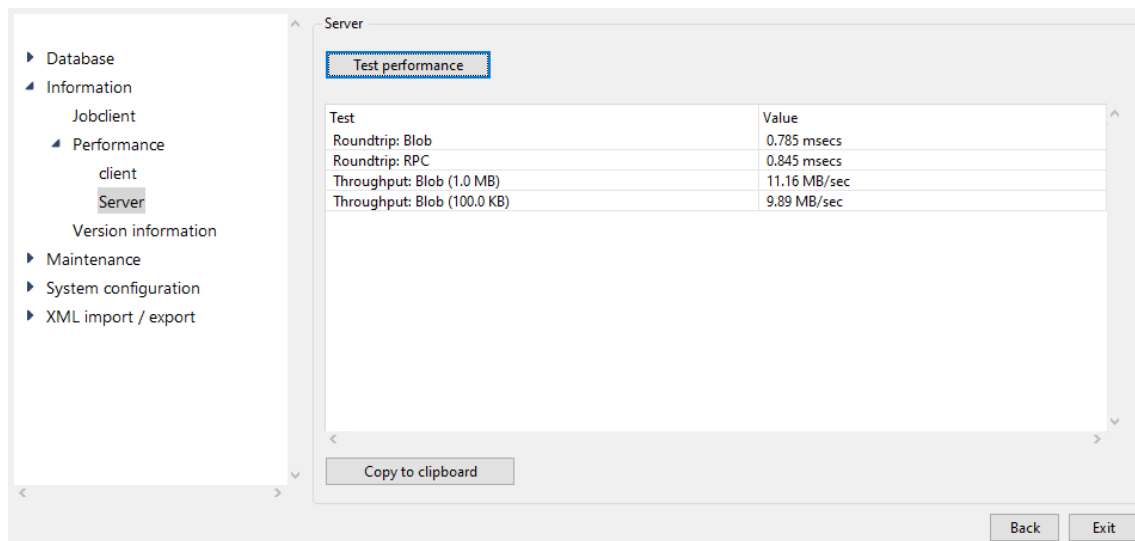 Database
Information
Jobclient
Performance
client
Server
Version information
Maintenance
System configuration
XML import / export
Server
Test performance
Test Value
Roundtrip: Blob 0.785 msecs
Roundtrip: RPC 0.845 msecs
Throughput: Blob (1.0 MB) 11.16 MB/sec
Throughput: Blob (100.0 KB) 9.89 MB/sec
Copy to clipboard
Back Exit